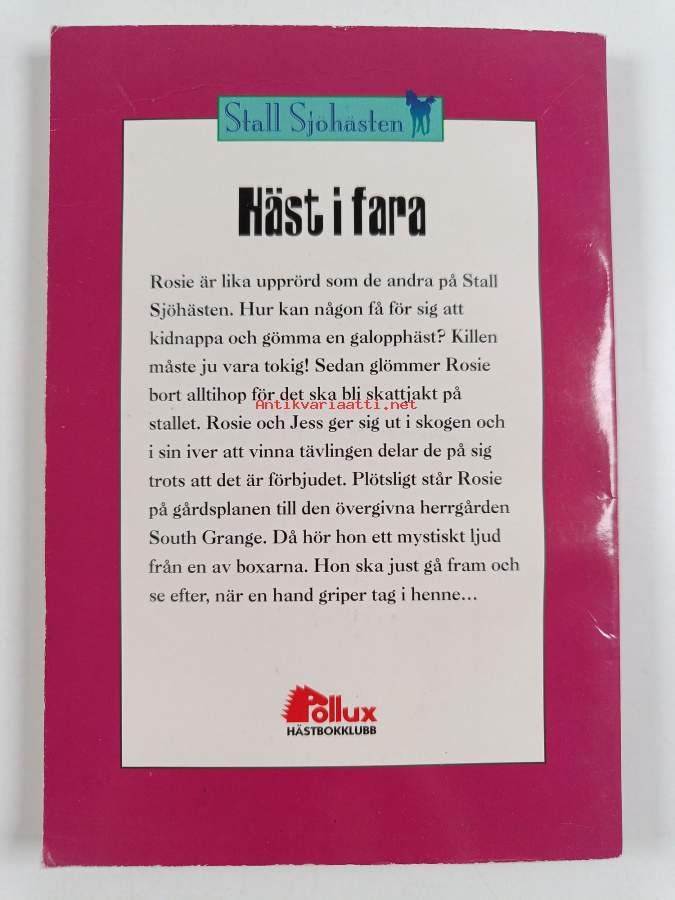 Stall Sjöhästen
Häst i fara
Rosie är lika upprörd som de andra på Stall
Sjöhästen. Hur kan någon få för sig att
kidnappa och gömma en galopphäst? Killen
måste ju vara tokig! Sedan glömmer Rosie
bort alltihop för det ska bli skattjakt på
Antikvariaatti.net
stallet. Rosie och Jess ger sig ut i skogen och
i sin iver att vinna tävlingen delar de på sig
trots att det är förbjudet. Plötsligt står Rosie
på gårdsplanen till den övergivna herrgården
South Grange. Då hör hon ett mystiskt ljud
från en av boxarna. Hon ska just gå fram och
se efter, när en hand griper tag i henne…
Pollux
HÄSTBOKKLUBB